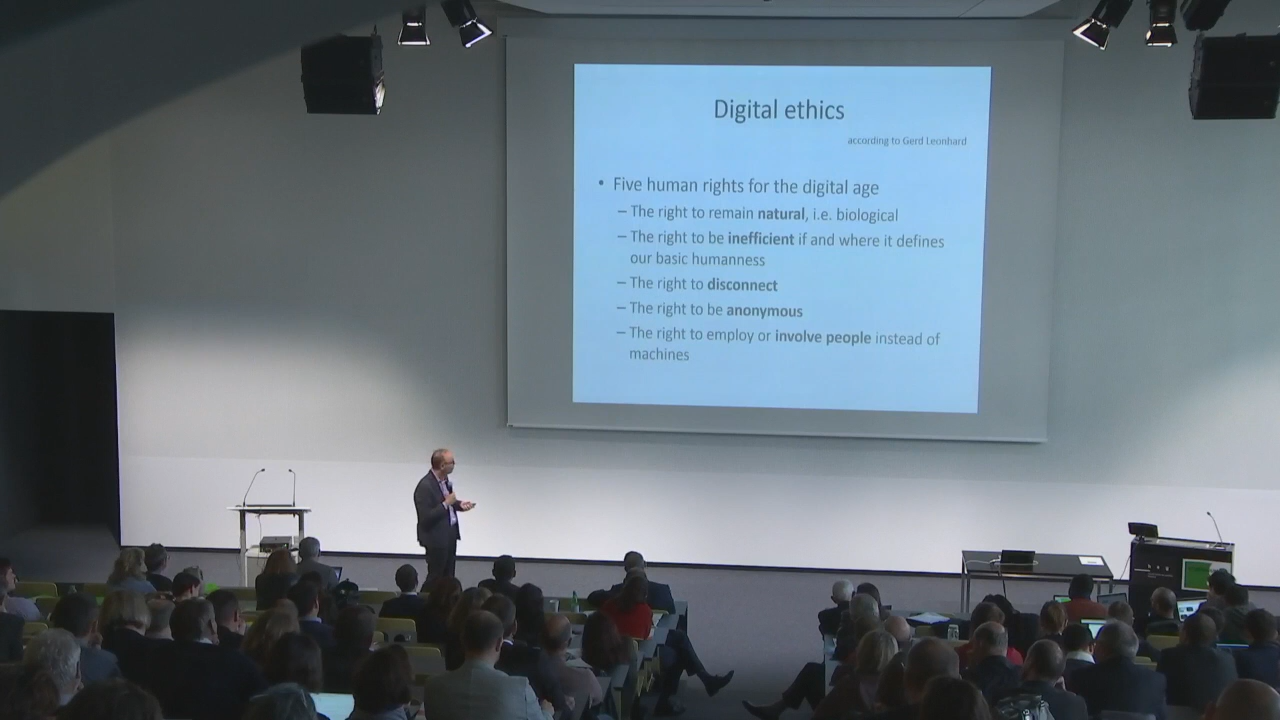 Digital ethics
according to Gerd Leonhard
• Five human rights for the digital age
– The right to remain natural, i.e. biological
– The right to be inefficient if and where it defines
our basic humanness
– The right to disconnect
– The right to be anonymous
– The right to employ or involve people instead of
machines